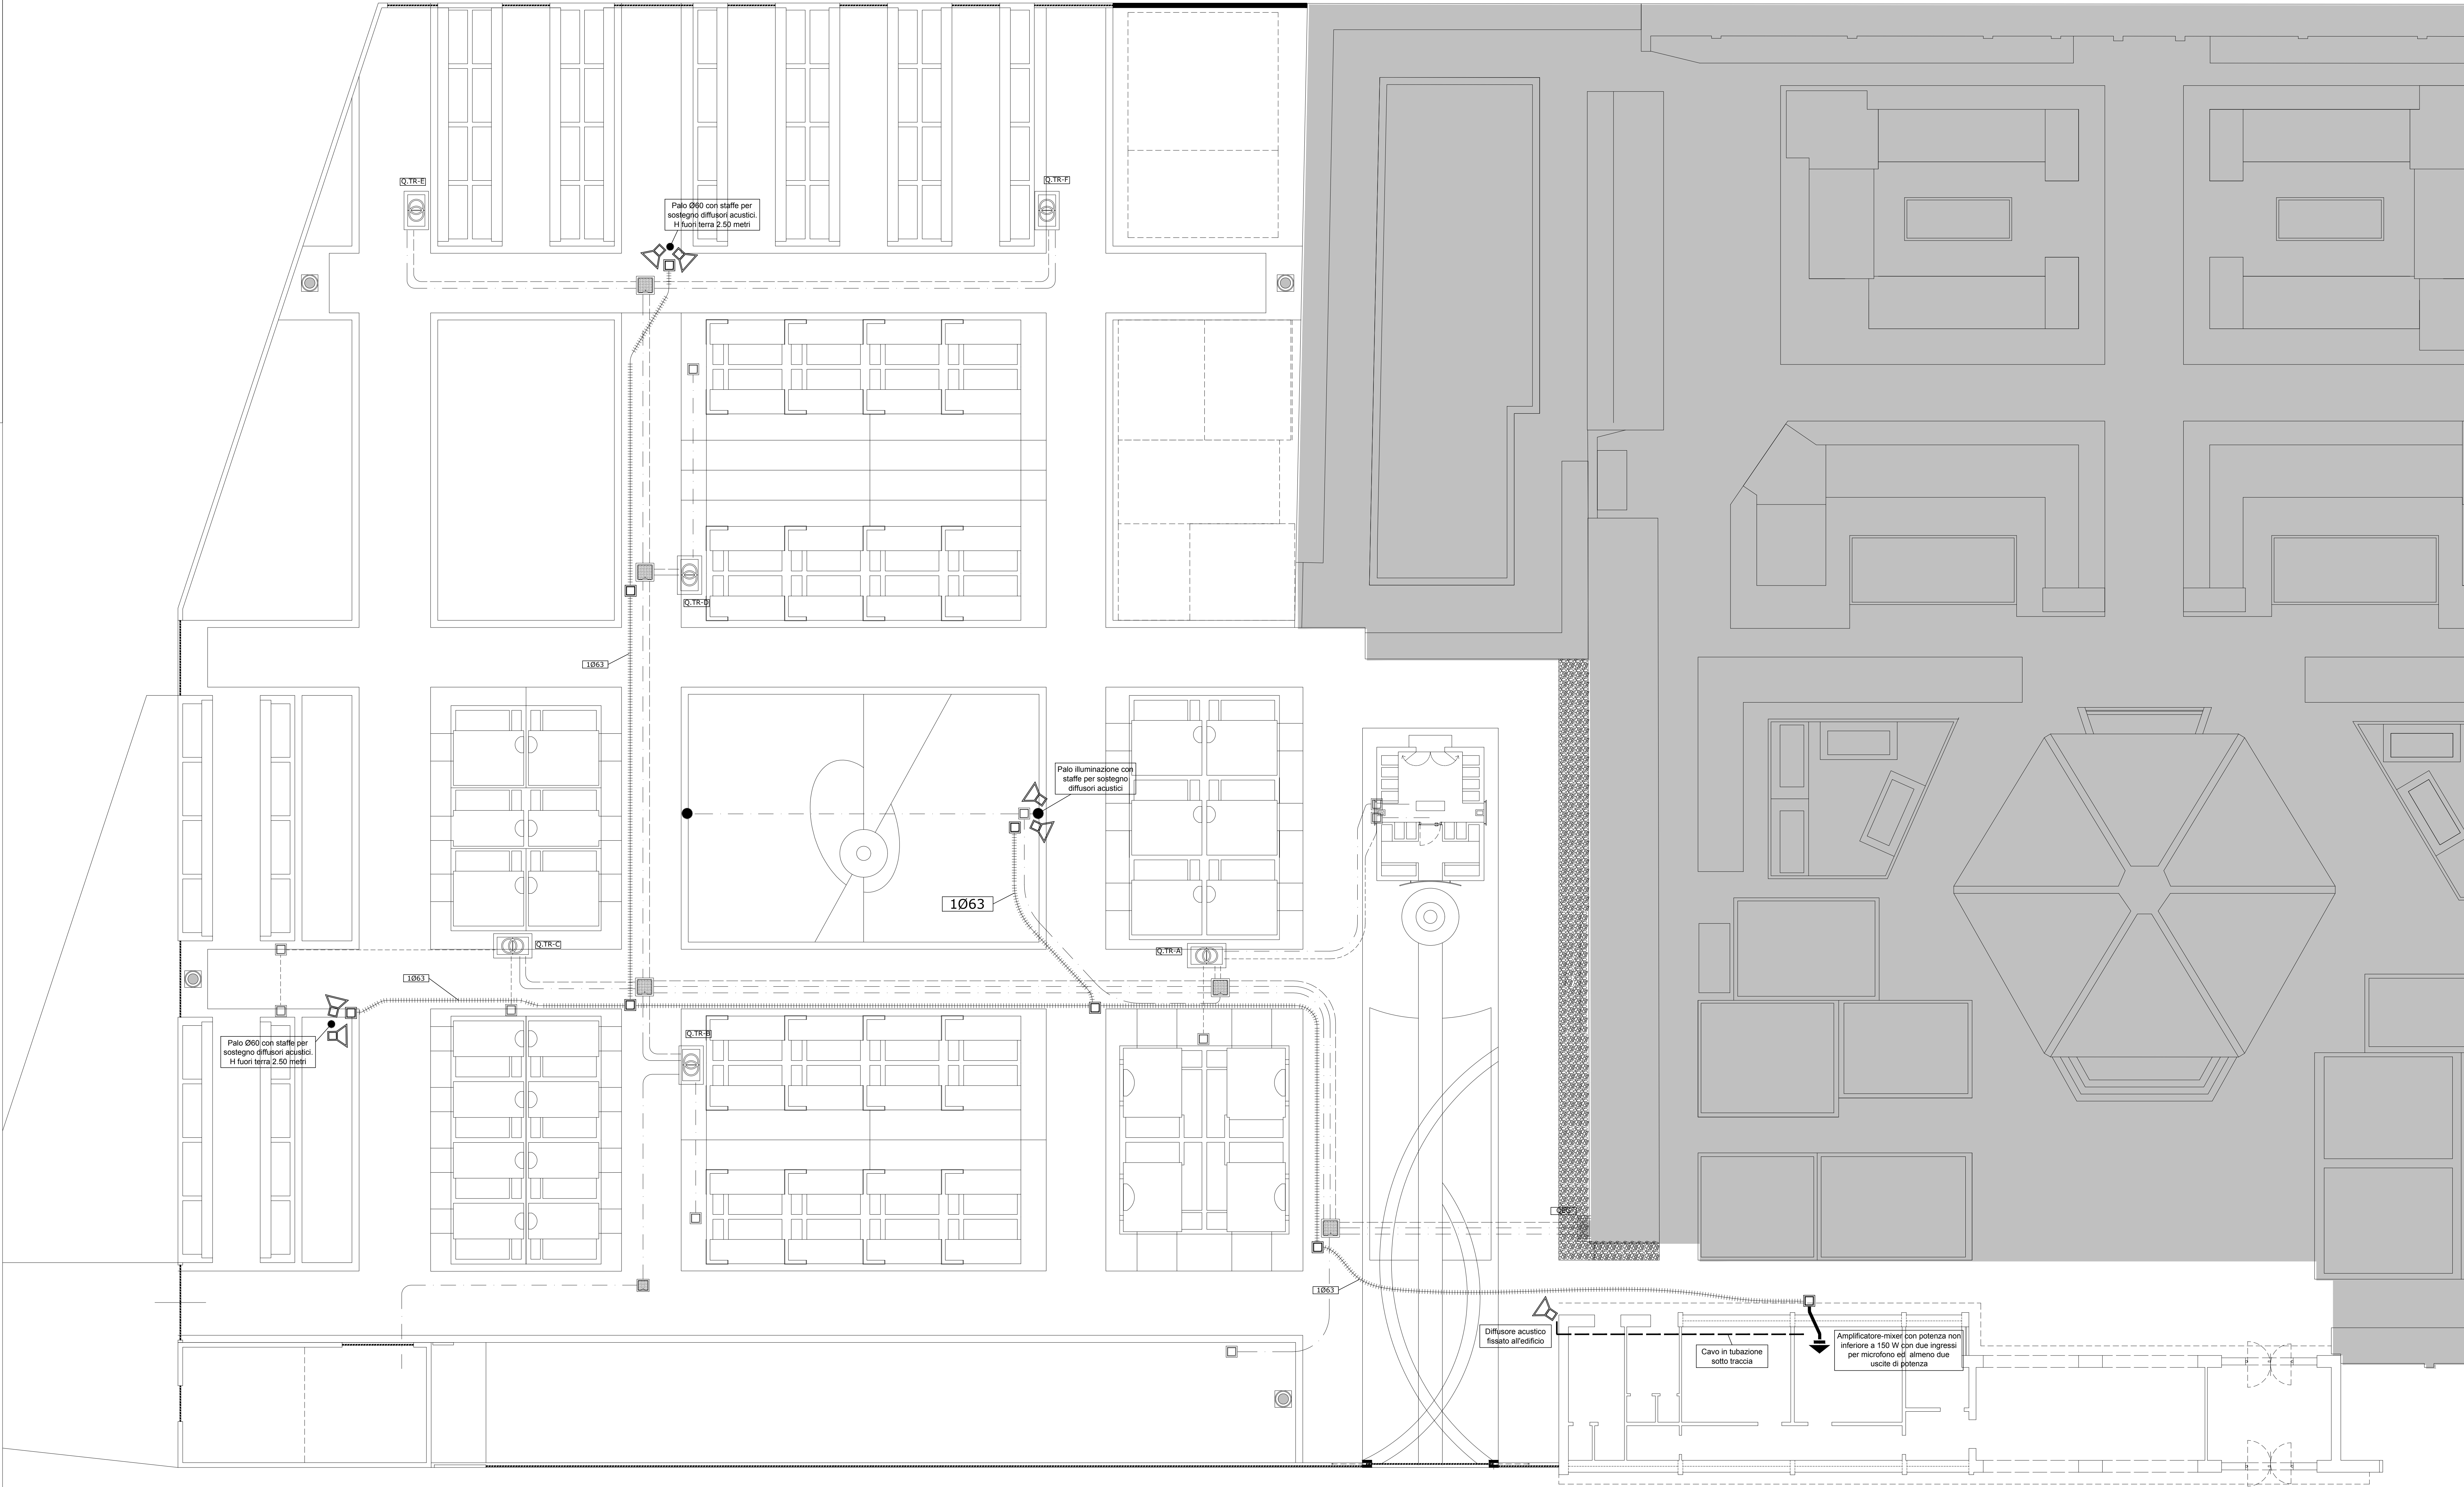 Q.TR-E
Q.TR-F
Palo Ø60 con staffe per
sostegno diffusori acustici.
H fuori terra 2.50 metri
Q.TR-D
1Ø63
Palo illuminazione con
staffe per sostegno
diffusori acustici
1Ø63
Q.TR-C
Q.TR-A
1Ø63
Q.TR-B
Palo Ø60 con staffe per
sostegno diffusori acustici.
H fuori terra 2.50 metri
1Ø63
Diffusore acustico
fissato all'edificio
Cavo in tubazione
sotto traccia
Amplificatore-mixer con potenza non
inferiore a 150 W con due ingressi
per microfono ed almeno due
uscite di potenza